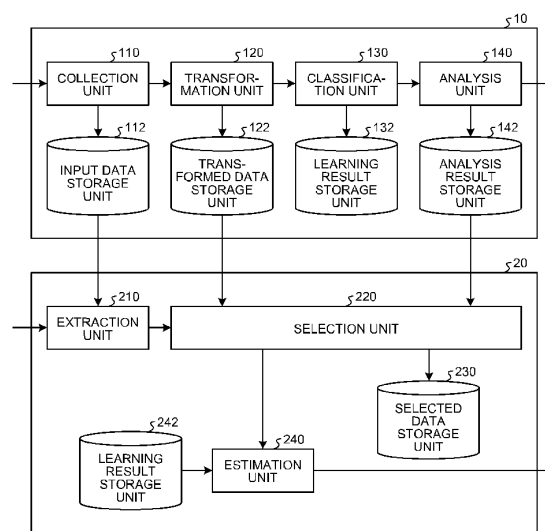 10
110
120
130
140
COLLECTION
UNIT
TRANSFOR-
MATION UNIT
CLASSIFICA-
TION UNIT
ANALYSIS
UNIT
112
122
132
142
INPUT DATA
STORAGE
UNIT
TRANS-
FORMED DATA
STORAGE
UNIT
LEARNING
RESULT
STORAGE
UNIT
ANALYSIS
RESULT
STORAGE
UNIT
20
210
220
EXTRACTION
UNIT
SELECTION UNIT
230
SELECTED
DATA
STORAGE
UNIT
242
240
LEARNING
RESULT
STORAGE
UNIT
ESTIMATION
UNIT